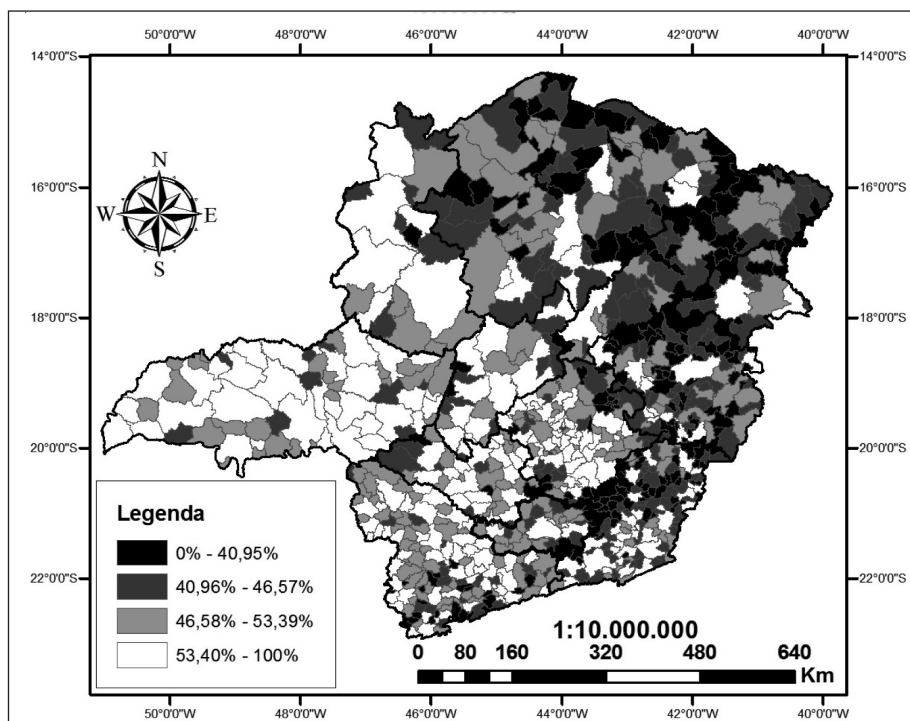 50°0'0"W 48°0'0"W 46°0'0"W 44°0'0"W 42°0'0"W 40°0'0"W
14°0'0"S 14°0'0"S
N
16°0'0"S 16°0'0"S
W E
S
18°0'0"S 18°0'0"S
20°0'0"S 20°0'0"S
Legenda
0% - 40,95%
40,96% - 46,57%
46,58% - 53,39%
53,40% - 100%
22°0'0"S 22°0'0"S
1:10.000.000
0 80 160 320 480 640
Km
50°0'0"W 48°0'0"W 46°0'0"W 44°0'0"W 42°0'0"W 40°0'0"W